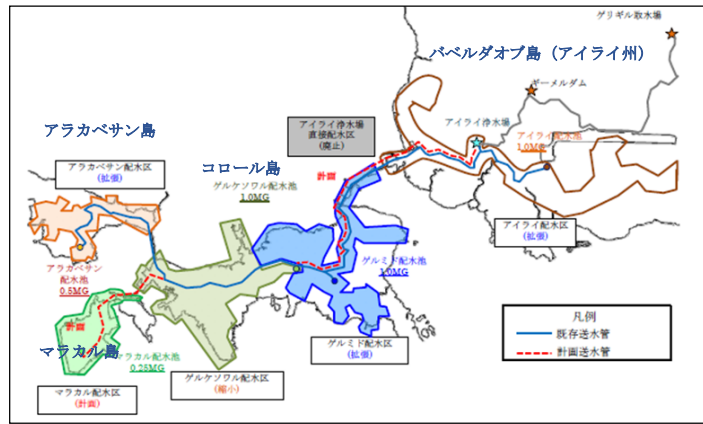 ゲリギル取水場
バベルダオブ島（アイライ州）
ギーメルダム
アラカベサン島
アイライ浄水場
直接配水区
(廃止)
アイライ浄水場
アイライ配水池
1.0MG
アラカベサン配水区
(拡張)
コロール島
ゲルケソワル配水池
1.0MG
計画
アイライ配水区
(拡張)
アラカベサン
配水池
0.5MG
ゲルミド配水池
1.0MG
凡例
既存送水管
計画送水管
計画
マラカル島
マラカル配水池
0.25MG
ゲルミド配水区
(拡張)
マラカル配水区
(計画)
ゲルケソワル配水区
(縮小)